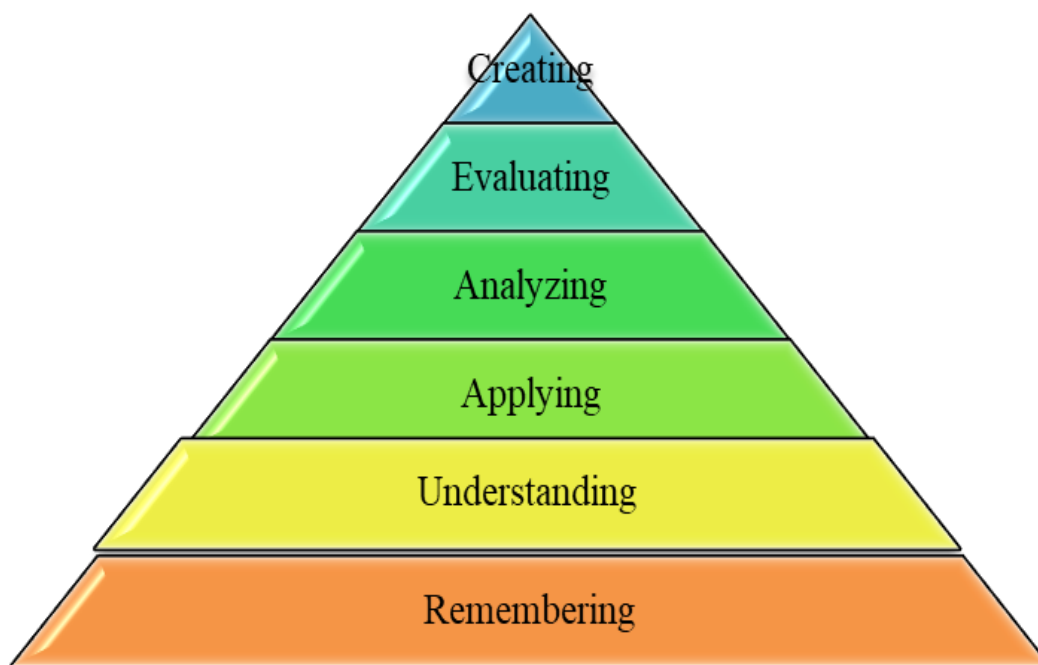 Creating
Evaluating
Analyzing
Applying
Understanding
Remembering